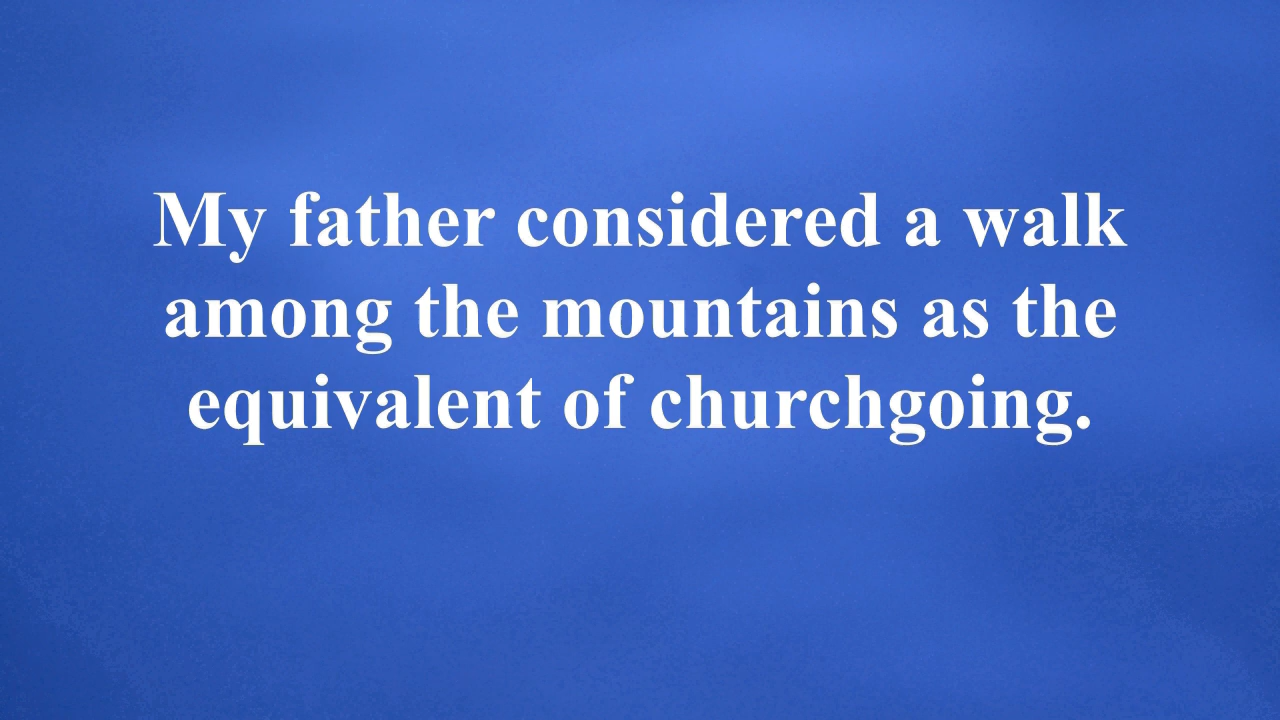 My father considered a walk
among the mountains as the
equivalent of churchgoing.